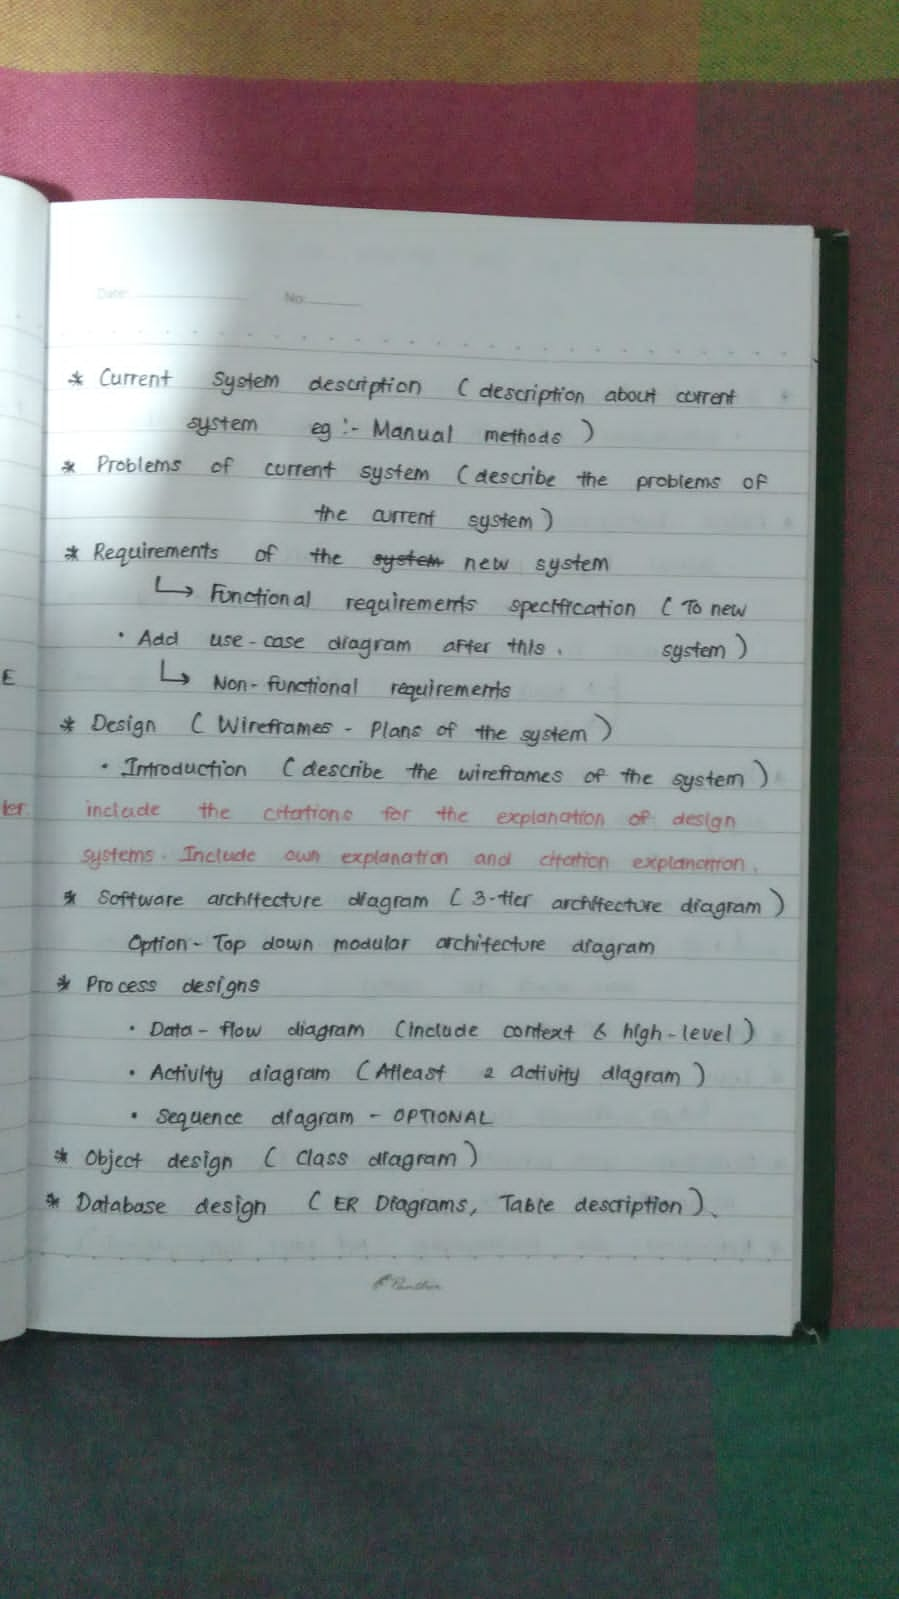 Date: No:
* Current System description ( description about current
system eg :- Manual methods )
* Problems of current system ( describe the problems of
the current system )
* Requirements of the system new system
↳ Functional requirements specification ( To new
• Add use-case diagram after this. system )
↳ Non-functional requirements
E
* Design ( Wireframes - Plans of the system )
• Introduction ( describe the wireframes of the system )
ler
include the citations for the explanation of design
systems. Include own explanation and citation explanation.
* Software architecture diagram ( 3-tier architecture diagram )
Option - Top down modular architecture diagram
* Process designs
• Data-flow diagram (include context & high-level )
• Activity diagram ( Atleast 2 activity diagram )
• Sequence diagram - OPTIONAL
* Object design ( Class diagram )
* Database design ( ER Diagrams, Table description ).
Panther